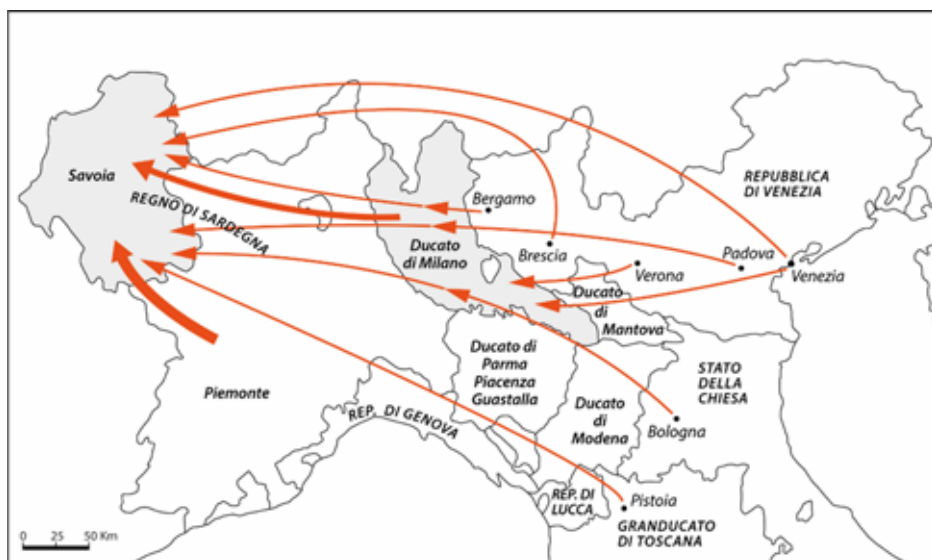 Savoia
REGNO DI SARDEGNA
Bergamo
REPUBBLICA
DI VENEZIA
Ducato
di Milano
Brescia
Verona
Padova
Venezia
Ducato
di
Mantova
Ducato di
Parma
Piacenza
Guastalla
STATO
DELLA
CHIESA
Piemonte
REP. DI GENOVA
Ducato
di
Modena
Bologna
REP. DI
LUCCA
Pistoia
GRANDUCATO
DI TOSCANA
0 25 50 Km